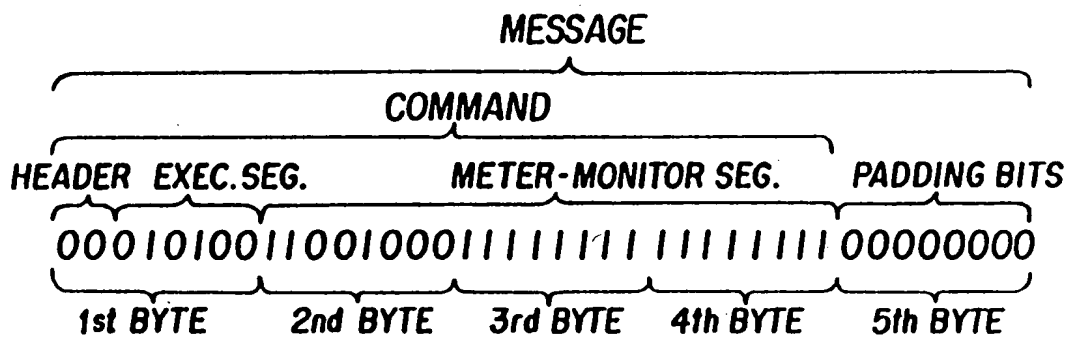 MESSAGE
COMMAND
HEADER EXEC. SEG. METER-MONITOR SEG. PADDING BITS
0001010011001000111111111111111100000000
1st BYTE 2nd BYTE 3rd BYTE 4th BYTE 5th BYTE